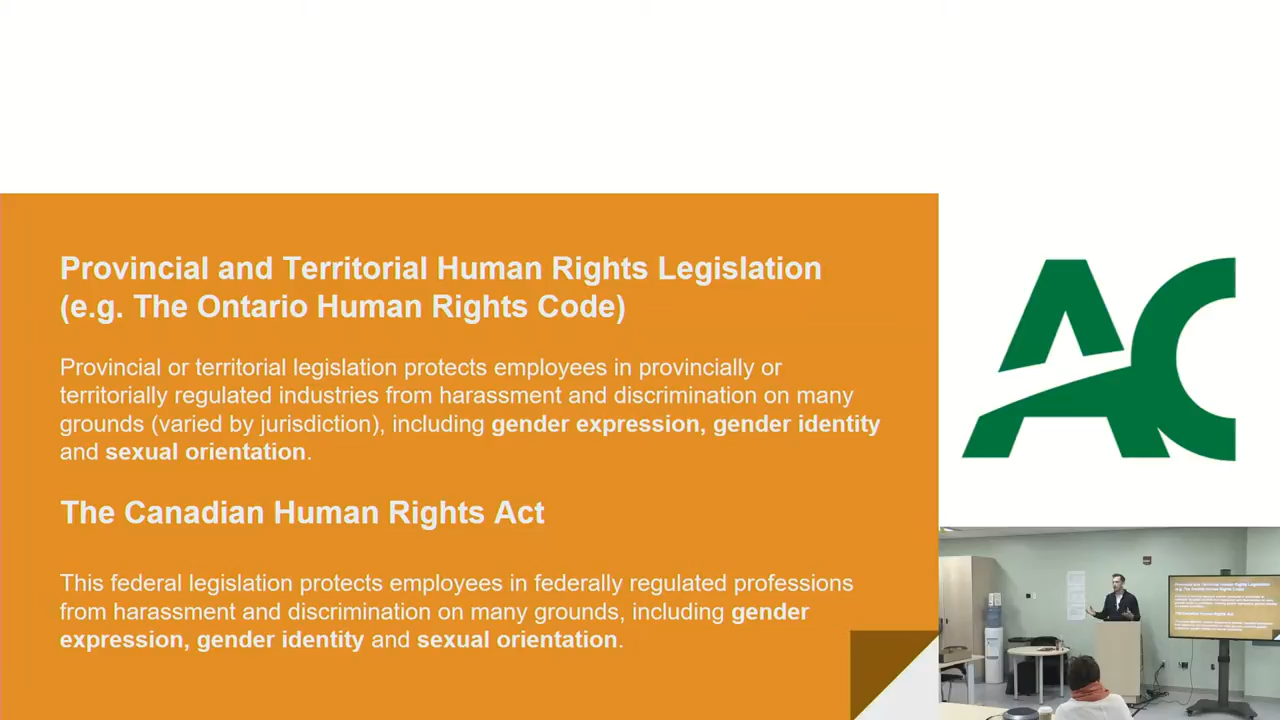 Provincial and Territorial Human Rights Legislation
(e.g. The Ontario Human Rights Code)
Provincial or territorial legislation protects employees in provincially or
territorially regulated industries from harassment and discrimination on many
grounds (varied by jurisdiction), including gender expression, gender identity
and sexual orientation.
The Canadian Human Rights Act
This federal legislation protects employees in federally regulated professions
from harassment and discrimination on many grounds, including gender
expression, gender identity and sexual orientation.
AC